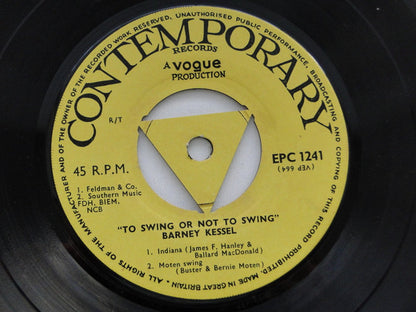 ALL RIGHTS OF THE MANUFACTURER AND OF THE OWNER OF THE RECORDED WORK RESERVED. UNAUTHORISED PUBLIC PERFORMANCE, BROADCASTING AND COPYING OF THIS RECORD PROHIBITED. MADE IN GT. BRITAIN
CONTEMPORARY
RECORDS
A VOGUE
PRODUCTION
R/T
45 R.P.M.
EPC 1241
(VEP 664)
1. Feldman & Co.
2. Southern Music
FDH, BIEM,
NCB
"TO SWING OR NOT TO SWING"
BARNEY KESSEL
1. Indiana (James F. Hanley &
Ballard MacDonald)
2. Moten swing
(Buster & Bernie Moten)